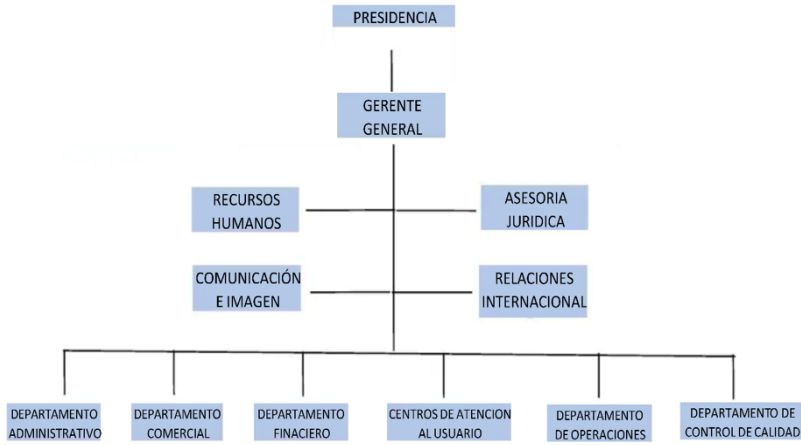 PRESIDENCIA
GERENTE
GENERAL
RECURSOS
HUMANOS
ASESORIA
JURIDICA
COMUNICACIÓN
E IMAGEN
RELACIONES
INTERNACIONAL
DEPARTAMENTO
ADMINISTRATIVO
DEPARTAMENTO
COMERCIAL
DEPARTAMENTO
FINACIERO
CENTROS DE ATENCION
AL USUARIO
DEPARTAMENTO
DE OPERACIONES
DEPARTAMENTO DE
CONTROL DE CALIDAD